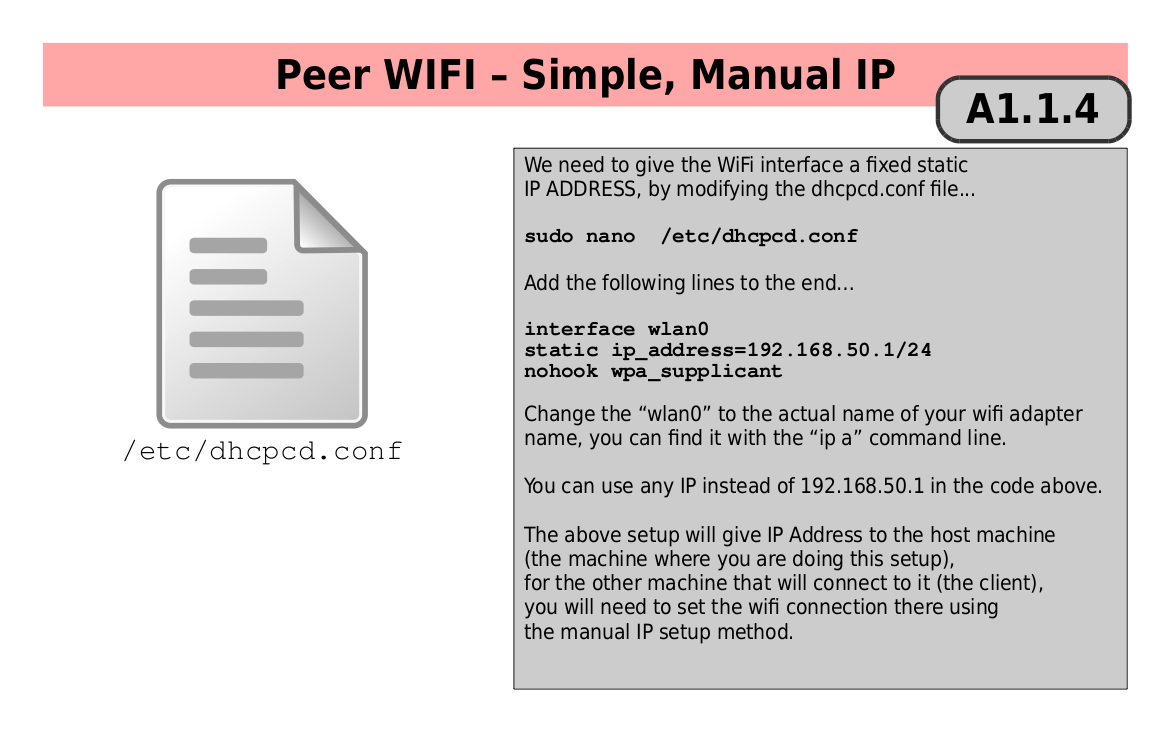 Peer WIFI – Simple, Manual IP
A1.1.4
/etc/dhcpcd.conf
We need to give the WiFi interface a fixed static
IP ADDRESS, by modifying the dhcpcd.conf file...
sudo nano  /etc/dhcpcd.conf
Add the following lines to the end...
interface wlan0
static ip_address=192.168.50.1/24
nohook wpa_supplicant
Change the “wlan0” to the actual name of your wifi adapter
name, you can find it with the “ip a” command line.
You can use any IP instead of 192.168.50.1 in the code above.
The above setup will give IP Address to the host machine
(the machine where you are doing this setup),
for the other machine that will connect to it (the client),
you will need to set the wifi connection there using
the manual IP setup method.